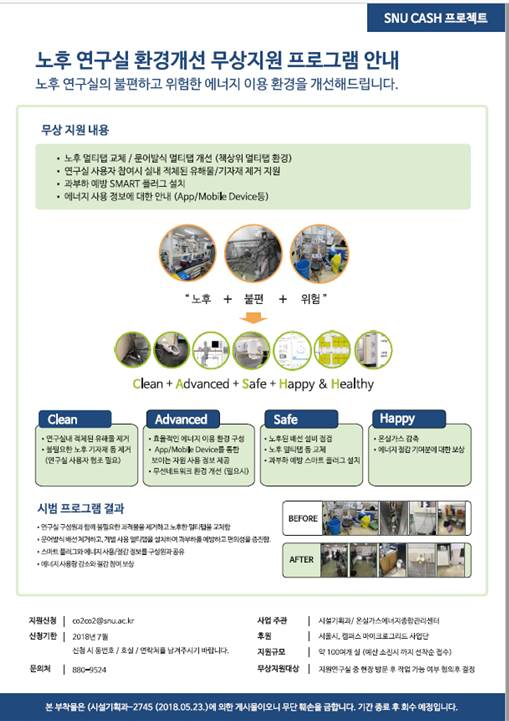 SNU CASH 프로젝트
노후 연구실 환경개선 무상지원 프로그램 안내
노후 연구실의 불편하고 위험한 에너지 이용 환경을 개선해드립니다.
무상 지원 내용
• 노후 멀티탭 교체 / 문어발식 멀티탭 개선 (책상위 멀티탭 환경)
• 연구실 사용자 참여시 실내 적체된 유해물/기자재 제거 지원
• 과부하 예방 SMART 플러그 설치
• 에너지 사용 정보에 대한 안내 (App/Mobile Device등)
“ 노후 + 불편 + 위험 ”
Clean + Advanced + Safe + Happy & Healthy
Clean
• 연구실내 적체된 유해물 제거
• 불필요한 노후 기자재 등 제거
(연구실 사용자 협조 필요)
Advanced
• 효율적인 에너지 이용 환경 구성
• App/Mobile Device를 통한
보이는 자원 사용 정보 제공
• 무선네트워크 환경 개선 (필요시)
Safe
• 노후된 배선 설비 점검
• 노후 멀티탭 등 교체
• 과부하 예방 스마트 플러그 설치
Happy
• 온실가스 감축
• 에너지 절감 기여분에 대한 보상
시범 프로그램 결과
• 연구실 구성원과 함께 불필요한 과적물을 제거하고 노후한 멀티탭을 교체함
• 문어발식 배선 제거하고, 개별 사용 멀티탭을 설치하여 과부하를 예방하고 편의성을 증진함.
• 스마트 플러그와 에너지 사용/절감 정보를 구성원과 공유
• 에너지 사용량 감소와 절감 참여 보상
BEFORE
AFTER
지원신청 co2co2@snu.ac.kr
신청기한 2018년 7월
신청 시 동번호 / 호실 / 연락처를 남겨주시기 바랍니다.
문의처 880-9524
사업 주관 시설기획과/ 온실가스에너지종합관리센터
후원 서울시, 캠퍼스 마이크로그리드 사업단
지원규모 약 100여개 실 (예산 소진시 까지 선착순 접수)
무상지원대상 지원연구실 중 현장 방문 후 작업 가능 여부 협의후 결정
본 부착물은 (시설기획과-2745 (2018.05.23.)에 의한 게시물이오니 무단 훼손을 금합니다. 기간 종료 후 회수 예정입니다.